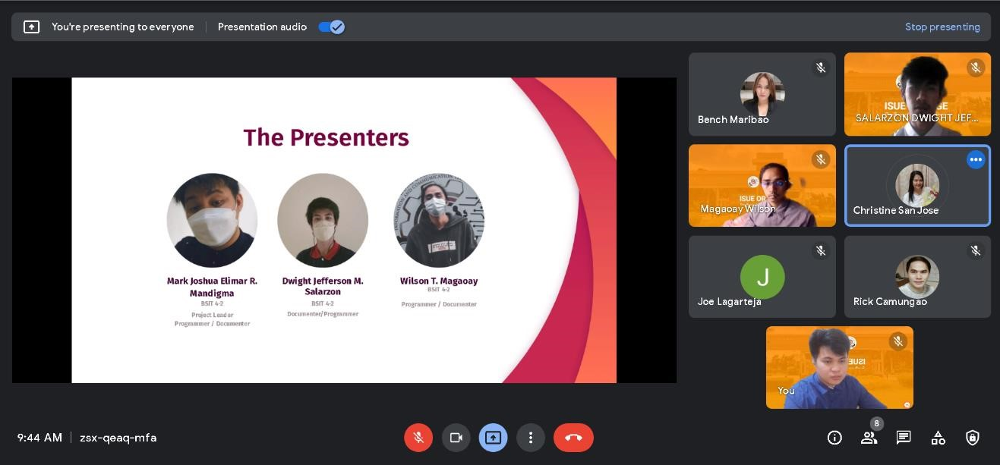 You're presenting to everyone
Presentation audio
Stop presenting
The Presenters
Mark Joshua Elimar R.
Mandigma
BSIT 4-2
Project Leader
Programmer / Documenter
Dwight Jefferson M.
Salarzon
BSIT 4-2
Documenter/Programmer
Wilson T. Magaoay
BSIT 4-2
Programmer / Documenter
Bench Maribao
SALARZON DWIGHT JEF...
Magaoay Wilson
ISUE OR
Christine San Jose
J
Joe Lagarteja
Rick Camungao
You
9:44 AM
zsx-qeaq-mfa
8